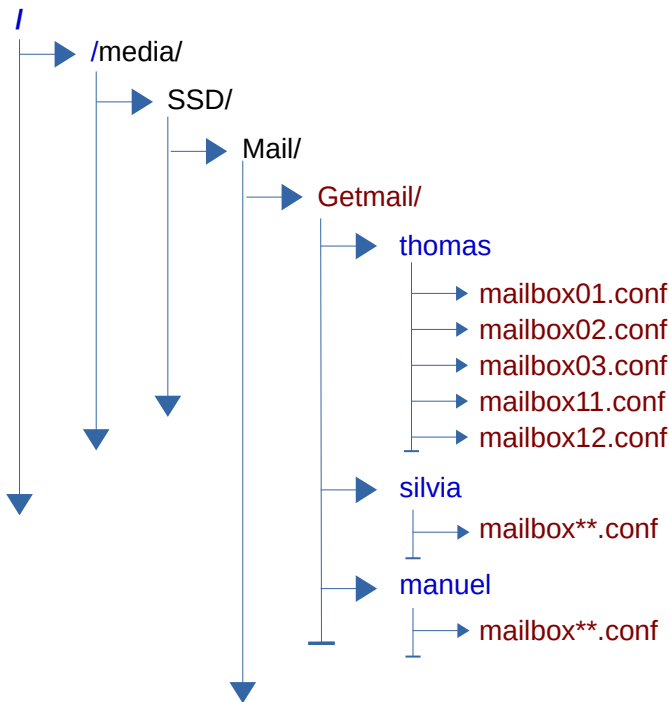 /
/media/
SSD/
Mail/
Getmail/
thomas
mailbox01.conf
mailbox02.conf
mailbox03.conf
mailbox11.conf
mailbox12.conf
silvia
mailbox**.conf
manuel
mailbox**.conf